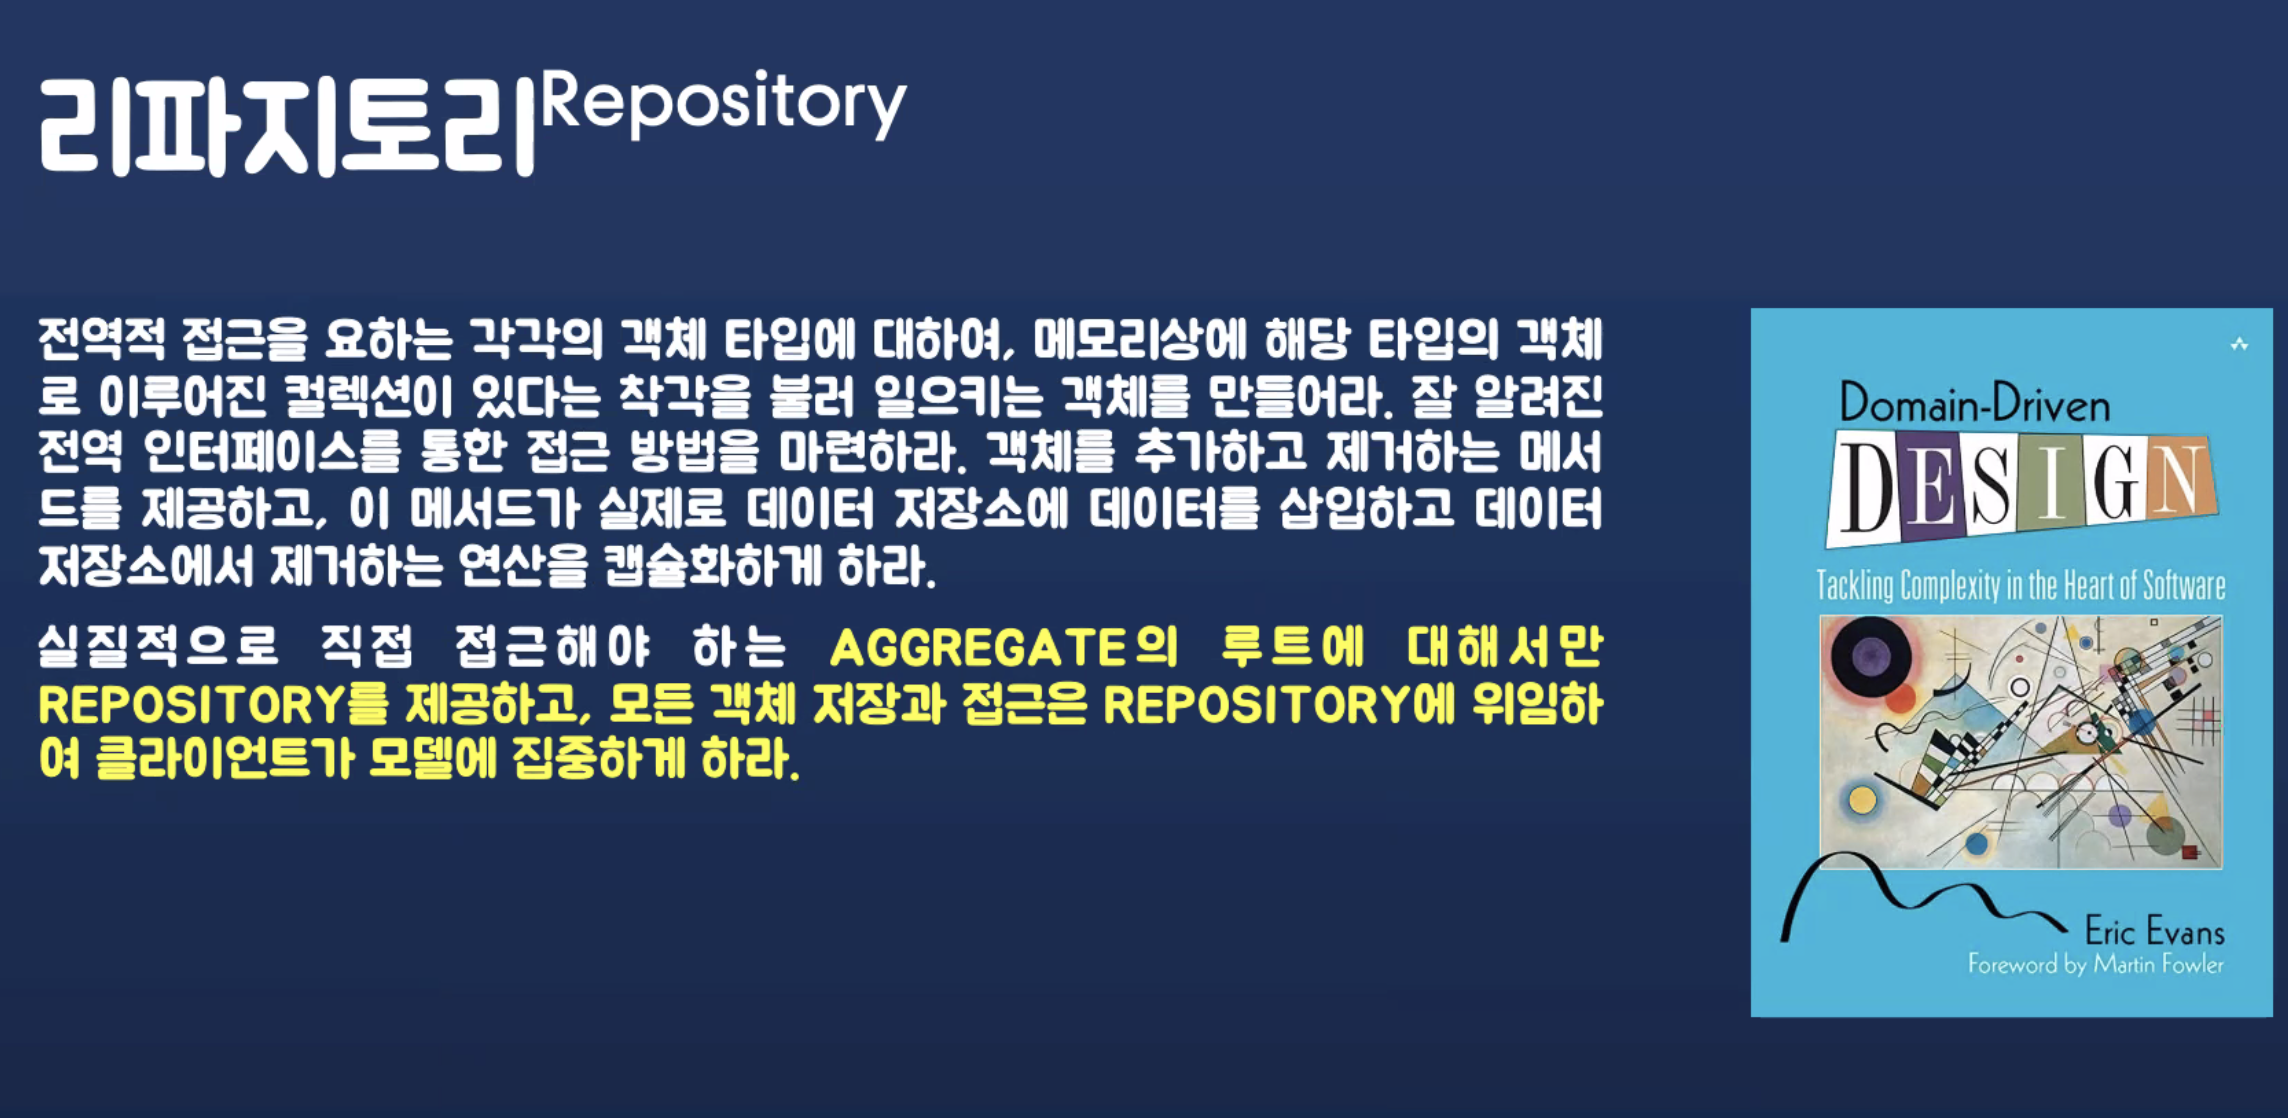 리파지토리Repository
전역적 접근을 요하는 각각의 객체 타입에 대하여, 메모리상에 해당 타입의 객체
로 이루어진 컬렉션이 있다는 착각을 불러 일으키는 객체를 만들어라. 잘 알려진
전역 인터페이스를 통한 접근 방법을 마련하라. 객체를 추가하고 제거하는 메서
드를 제공하고, 이 메서드가 실제로 데이터 저장소에 데이터를 삽입하고 데이터
저장소에서 제거하는 연산을 캡슐화하게 하라.
실질적으로 직접 접근해야 하는 AGGREGATE의 루트에 대해서만
REPOSITORY를 제공하고, 모든 객체 저장과 접근은 REPOSITORY에 위임하
여 클라이언트가 모델에 집중하게 하라.
Domain-Driven
DESIGN
Tackling Complexity in the Heart of Software
Eric Evans
Foreword by Martin Fowler